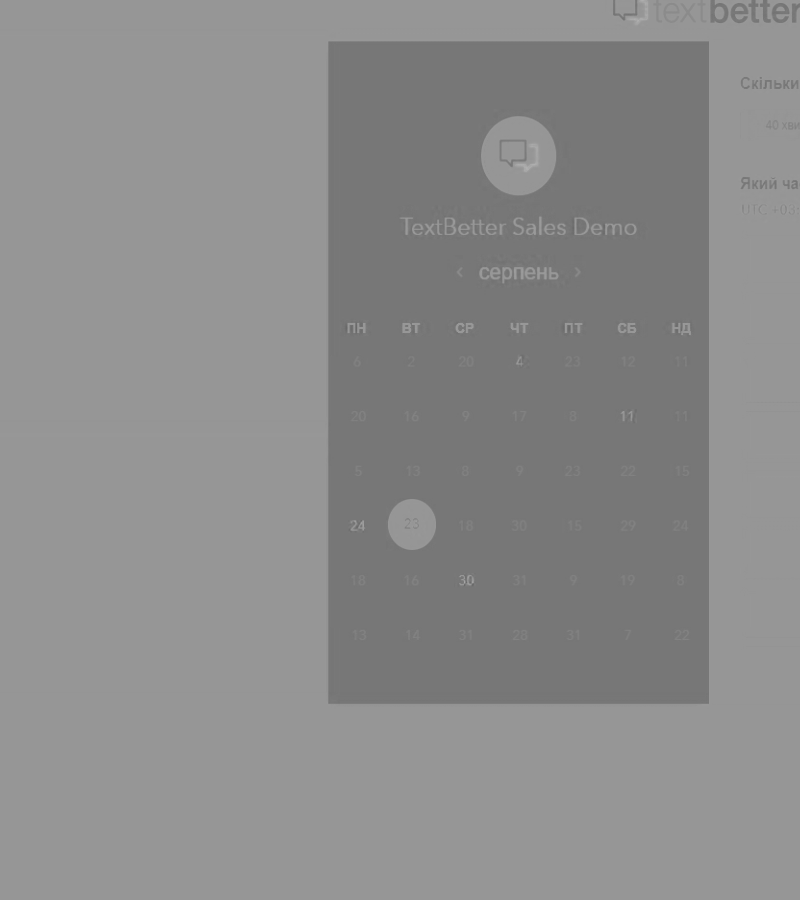 textbetter
Скільки
40 хви
Який ча
TextBetter Sales Demo
‹ серпень ›
ПН ВТ СР ЧТ ПТ СБ НД
6 2 20 4 23 12 11
20 16 9 17 8 11 11
5 13 8 9 23 22 15
24 23 18 30 15 29 24
18 16 30 31 9 19 8
13 14 31 28 31 7 22